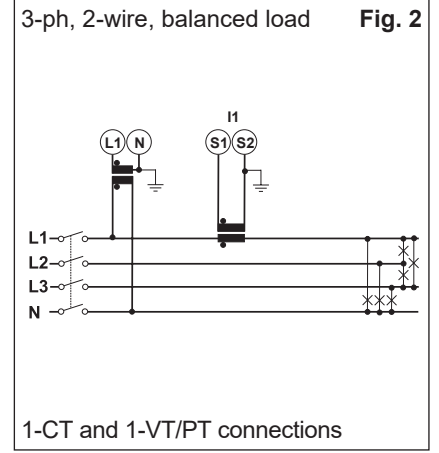 3-ph, 2-wire, balanced load Fig. 2
I1
L1 N S1 S2
L1
L2
L3
N
1-CT and 1-VT/PT connections